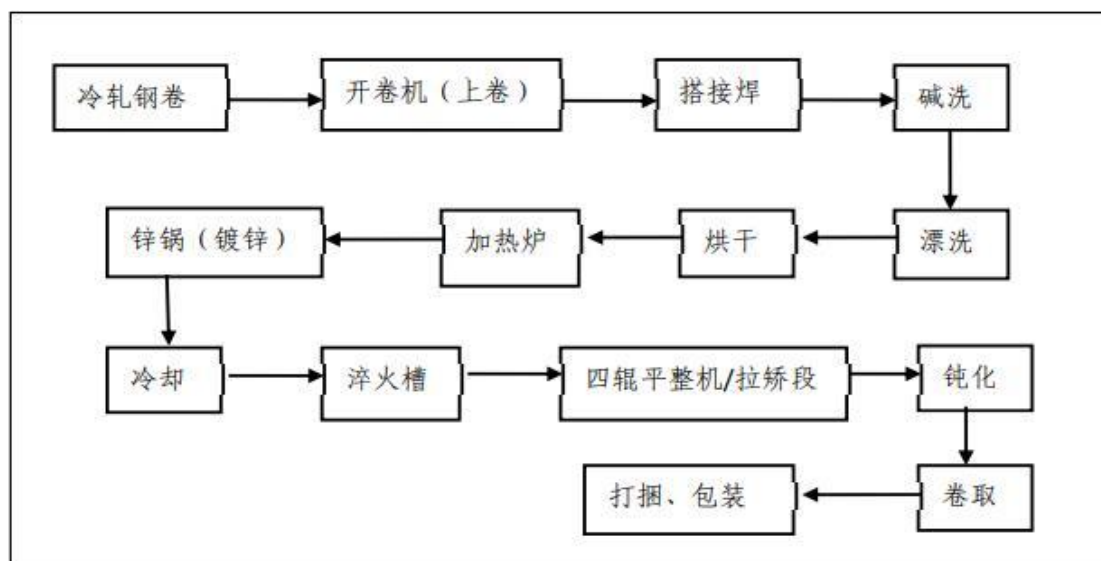 冷轧钢卷
开卷机（上卷）
搭接焊
碱洗
漂洗
烘干
加热炉
锌锅（镀锌）
冷却
淬火槽
四辊平整机/拉矫段
钝化
卷取
打捆、包装